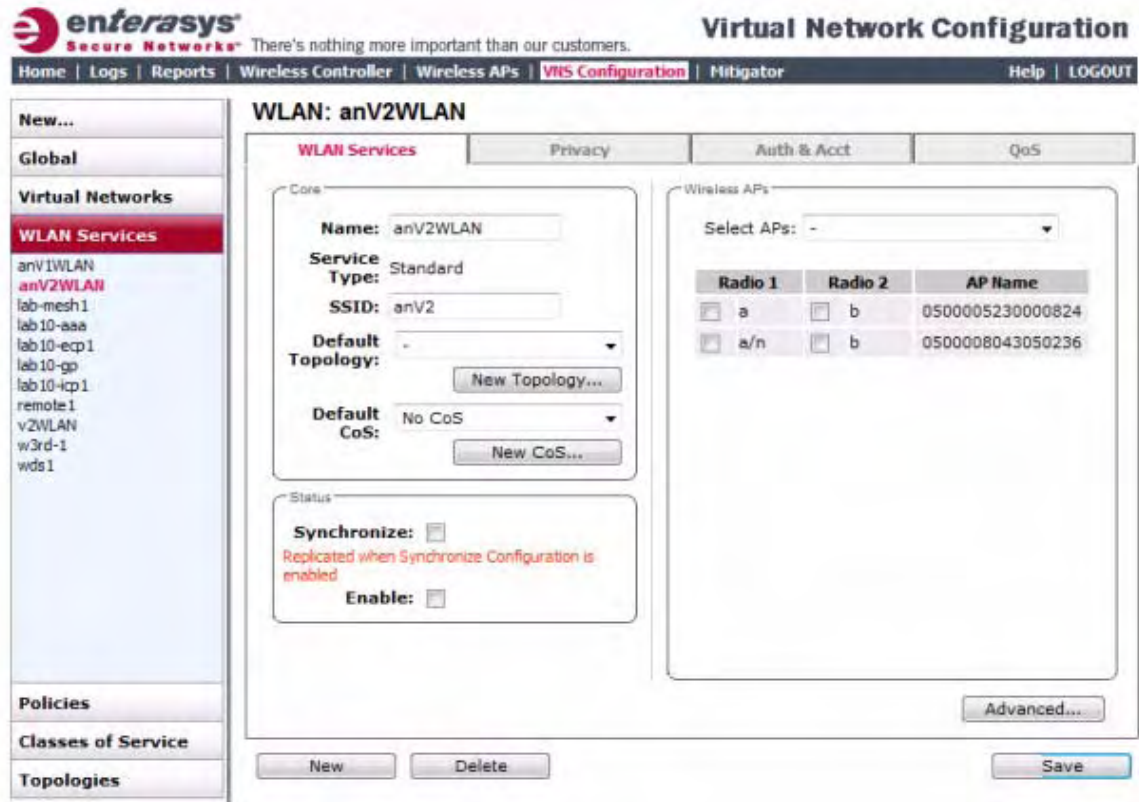 enterasys
Secure Networks
There's nothing more important than our customers.
Virtual Network Configuration
Home | Logs | Reports | Wireless Controller | Wireless APs | VNS Configuration | Mitigator
Help | LOGOUT
New...
Global
Virtual Networks
WLAN Services
anV1WLAN
anV2WLAN
lab-mesh1
lab10-aaa
lab10-ecp1
lab10-gp
lab10-icp1
remote1
v2WLAN
w3rd-1
wds1
Policies
Classes of Service
Topologies
WLAN: anV2WLAN
WLAN Services
Privacy
Auth & Acct
QoS
Core
Name: anV2WLAN
Service Type: Standard
SSID: anV2
Default Topology: -
New Topology...
Default CoS: No CoS
New CoS...
Status
Synchronize:
Replicated when Synchronize Configuration is
enabled
Enable:
Wireless APs
Select APs: -
Radio 1 Radio 2 AP Name
a b 0500005230000824
a/n b 0500008043050236
Advanced...
New
Delete
Save